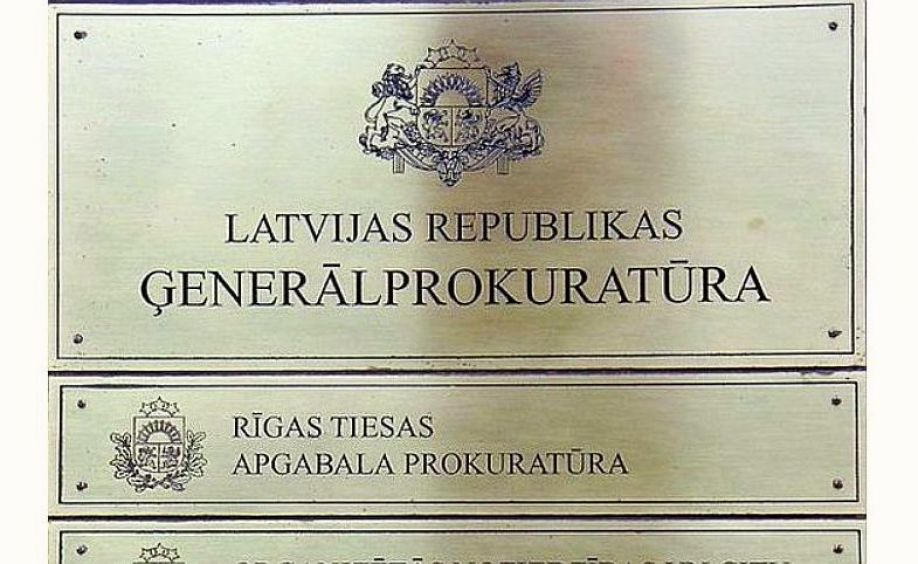 LATVIJAS REPUBLIKAS
ĢENERĀLPROKURATŪRA
RĪGAS TIESAS
APGABALA PROKURATŪRA